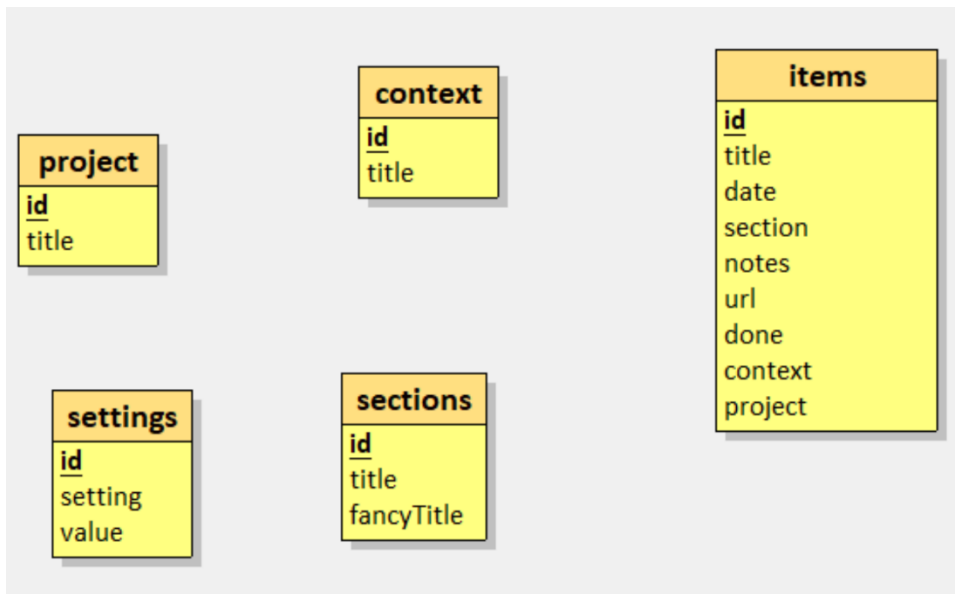 project
id
title
context
id
title
items
id
title
date
section
notes
url
done
context
project
settings
id
setting
value
sections
id
title
fancyTitle